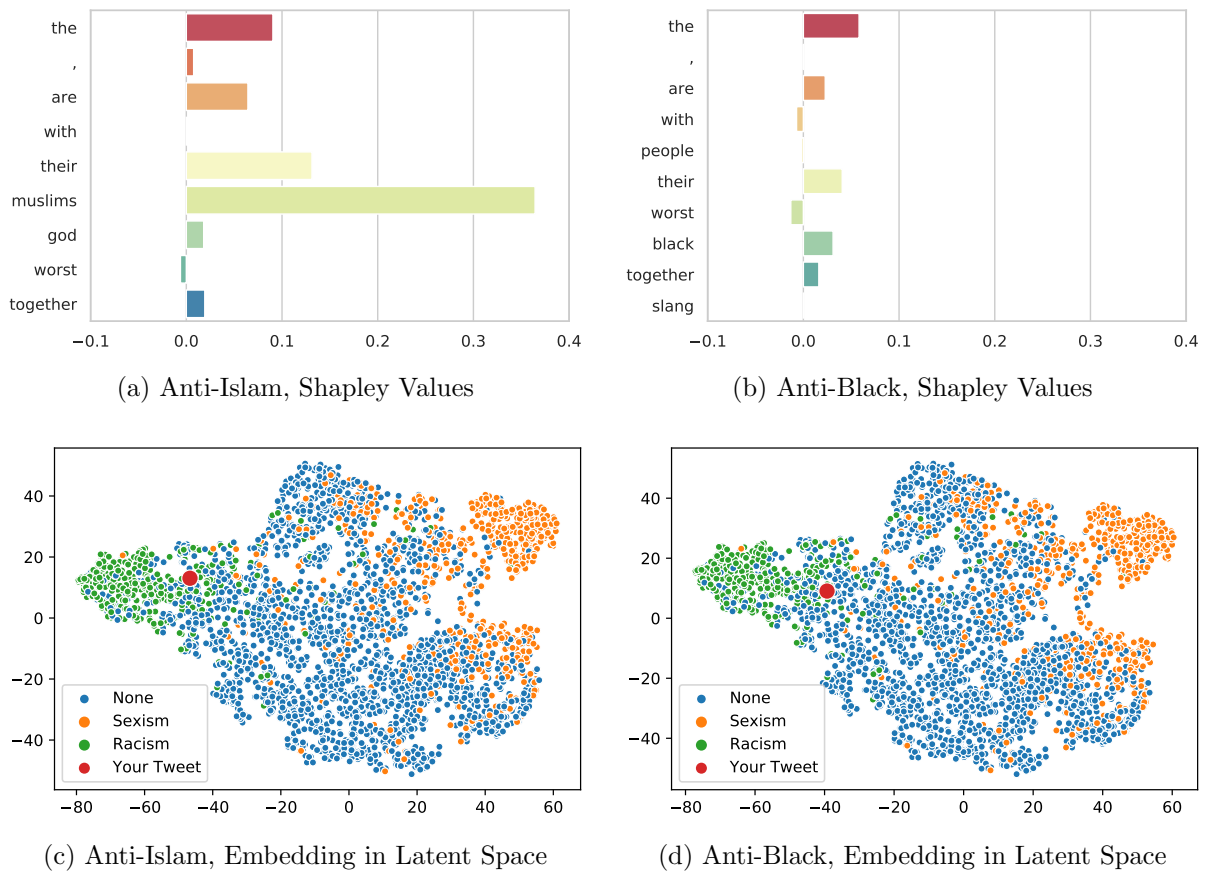 the
,
are
with
their
muslims
god
worst
together
−0.1 0.0 0.1 0.2 0.3 0.4
(a) Anti-Islam, Shapley Values
the
,
are
with
people
their
worst
black
together
slang
−0.1 0.0 0.1 0.2 0.3 0.4
(b) Anti-Black, Shapley Values
40
20
0
−20
−40
None
Sexism
Racism
Your Tweet
−80 −60 −40 −20 0 20 40 60
(c) Anti-Islam, Embedding in Latent Space
40
20
0
−20
−40
None
Sexism
Racism
Your Tweet
−80 −60 −40 −20 0 20 40 60
(d) Anti-Black, Embedding in Latent Space